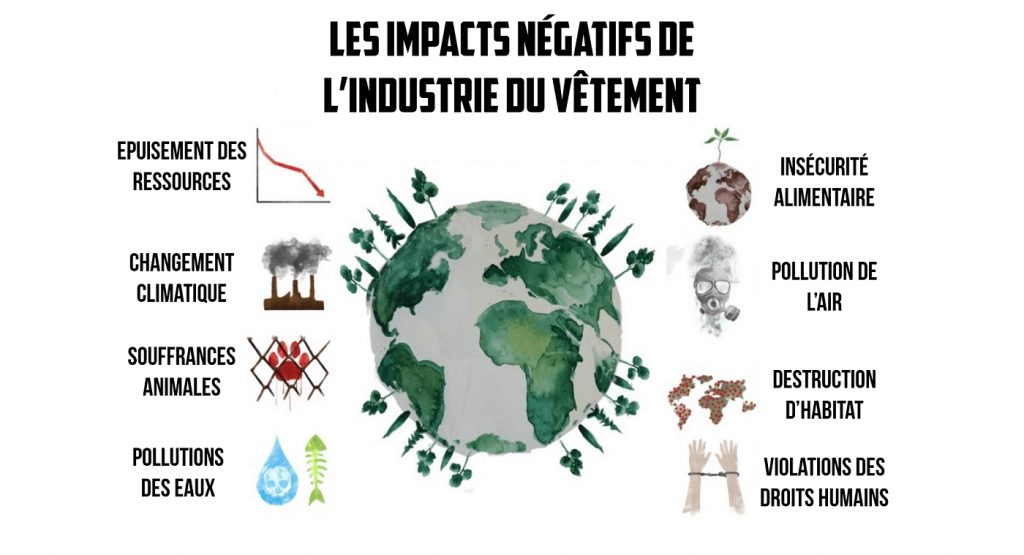 LES IMPACTS NÉGATIFS DE
L'INDUSTRIE DU VÊTEMENT
EPUISEMENT DES
RESSOURCES
CHANGEMENT
CLIMATIQUE
SOUFFRANCES
ANIMALES
POLLUTIONS
DES EAUX
INSÉCURITÉ
ALIMENTAIRE
POLLUTION DE
L'AIR
DESTRUCTION
D'HABITAT
VIOLATIONS DES
DROITS HUMAINS